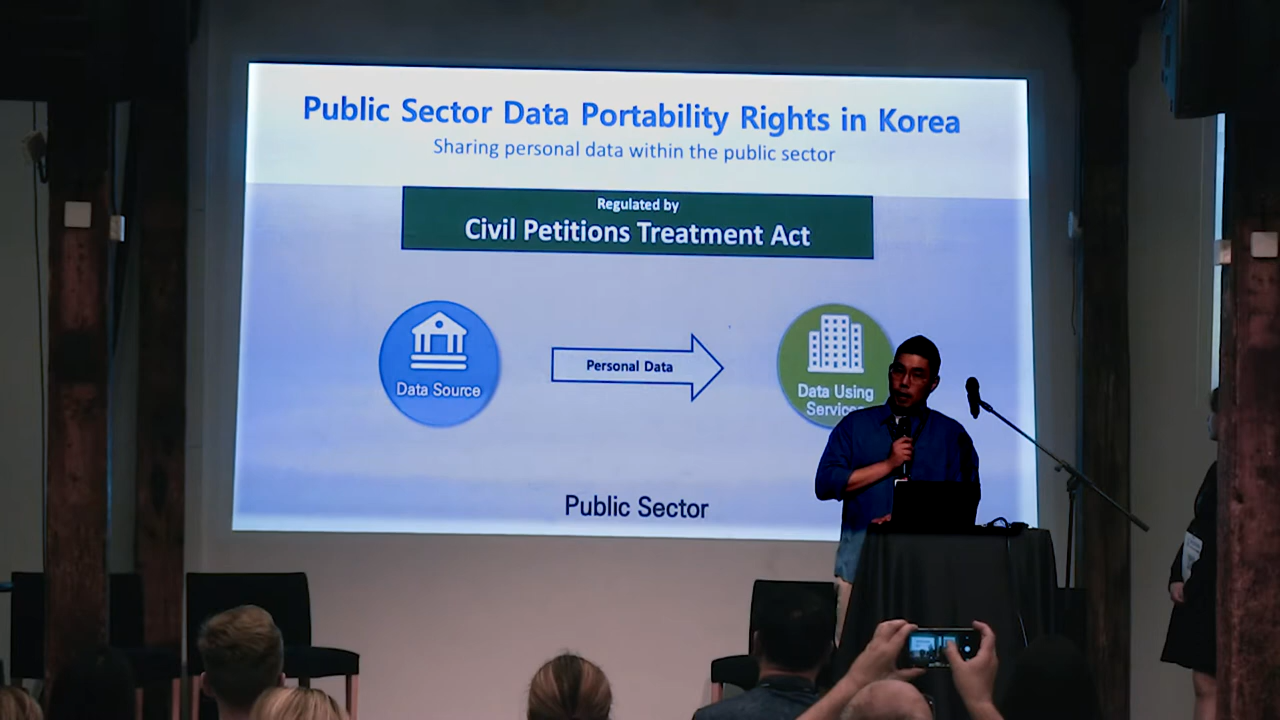 Public Sector Data Portability Rights in Korea
Sharing personal data within the public sector
Regulated by
Civil Petitions Treatment Act
Data Source
Personal Data
Data Using
Public Sector